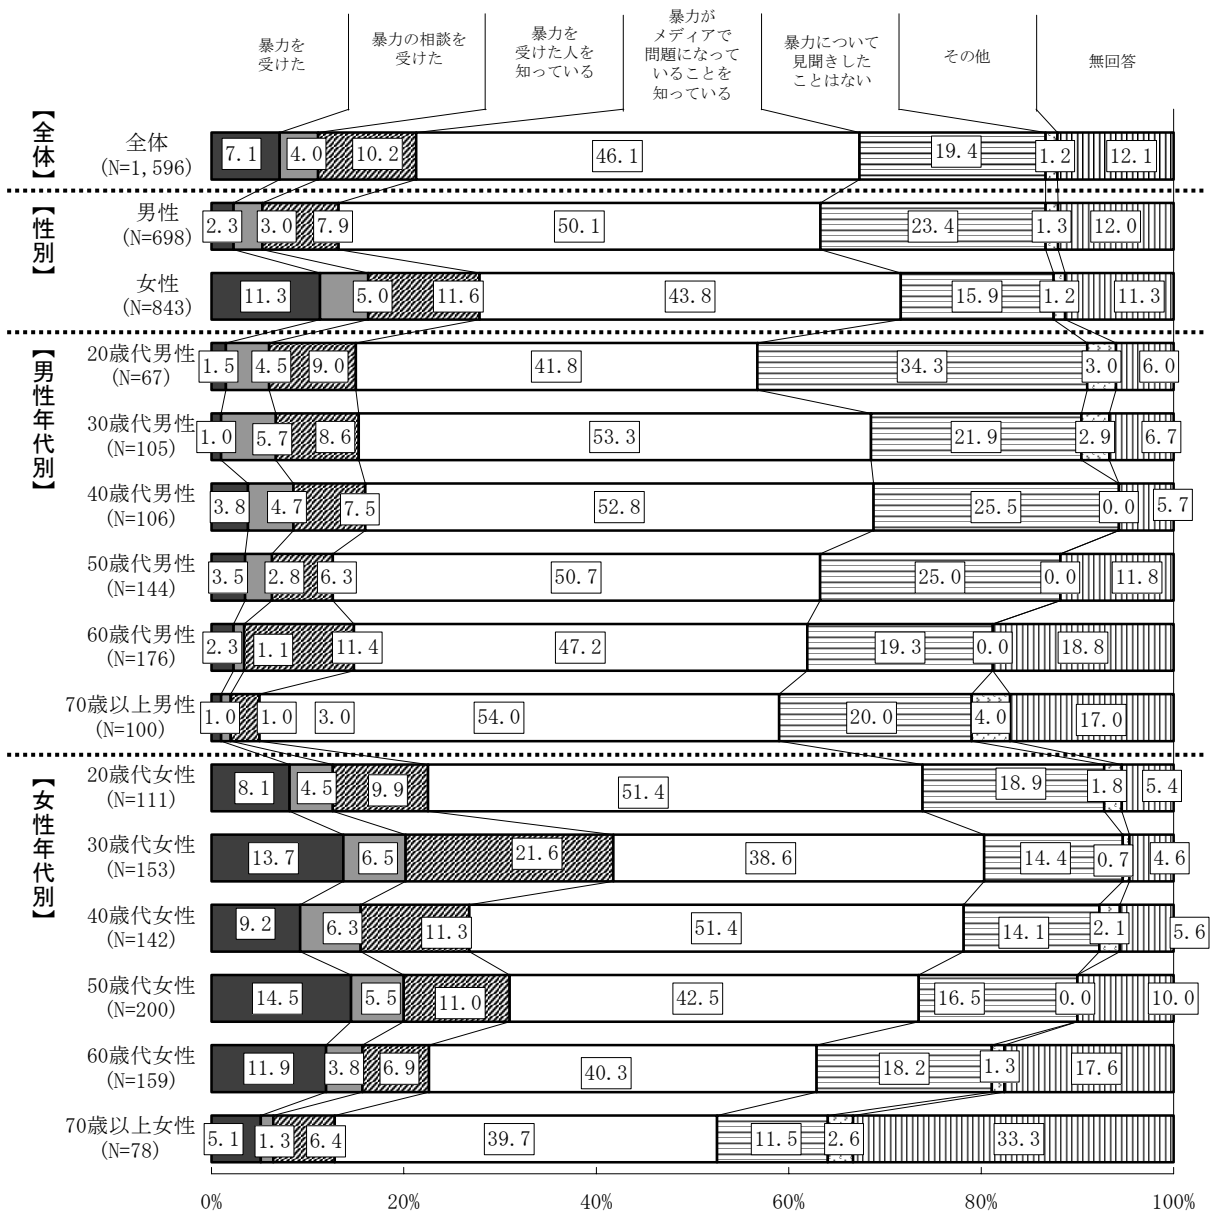 暴力を
受けた
暴力の相談を
受けた
暴力を
受けた人を
知っている
暴力が
メディアで
問題になって
いることを
知っている
暴力について
見聞きした
ことはない
その他
無回答
【全体】
全体
(N=1,596)
7.1 4.0 10.2 46.1 19.4 1.2 12.1
【性別】
男性
(N=698)
2.3 3.0 7.9 50.1 23.4 1.3 12.0
女性
(N=843)
11.3 5.0 11.6 43.8 15.9 1.2 11.3
【男性年代別】
20歳代男性
(N=67)
1.5 4.5 9.0 41.8 34.3 3.0 6.0
30歳代男性
(N=105)
1.0 5.7 8.6 53.3 21.9 2.9 6.7
40歳代男性
(N=106)
3.8 4.7 7.5 52.8 25.5 0.0 5.7
50歳代男性
(N=144)
3.5 2.8 6.3 50.7 25.0 0.0 11.8
60歳代男性
(N=176)
2.3 1.1 11.4 47.2 19.3 0.0 18.8
70歳以上男性
(N=100)
1.0 1.0 3.0 54.0 20.0 4.0 17.0
【女性年代別】
20歳代女性
(N=111)
8.1 4.5 9.9 51.4 18.9 1.8 5.4
30歳代女性
(N=153)
13.7 6.5 21.6 38.6 14.4 0.7 4.6
40歳代女性
(N=142)
9.2 6.3 11.3 51.4 14.1 2.1 5.6
50歳代女性
(N=200)
14.5 5.5 11.0 42.5 16.5 0.0 10.0
60歳代女性
(N=159)
11.9 3.8 6.9 40.3 18.2 1.3 17.6
70歳以上女性
(N=78)
5.1 1.3 6.4 39.7 11.5 2.6 33.3
0% 20% 40% 60% 80% 100%